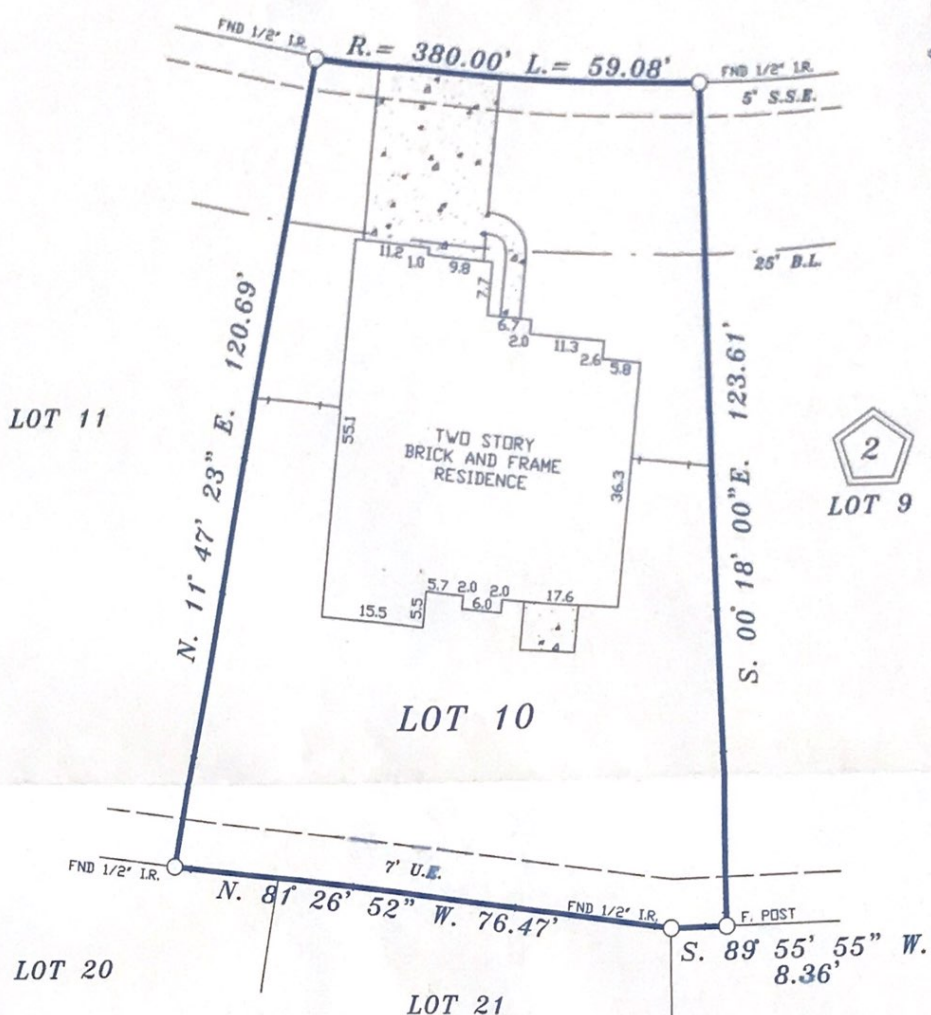 FND 1/2" I.R.
R.= 380.00' L.= 59.08'
FND 1/2" I.R.
5' S.S.E.
25' B.L.
11.2
1.0
9.8
7.7
6.7
2.0
11.3
2.6
5.8
N. 11° 47' 23" E. 120.69'
S. 00° 18' 00" E. 123.61'
LOT 11
55.1
TWO STORY
BRICK AND FRAME
RESIDENCE
36.3
2
LOT 9
15.5
5.5
5.7
2.0
6.0
2.0
17.6
LOT 10
7' U.E.
FND 1/2" I.R.
N. 81° 26' 52" W. 76.47'
FND 1/2" I.R.
F. POST
S. 89° 55' 55" W.
8.36'
LOT 20
LOT 21